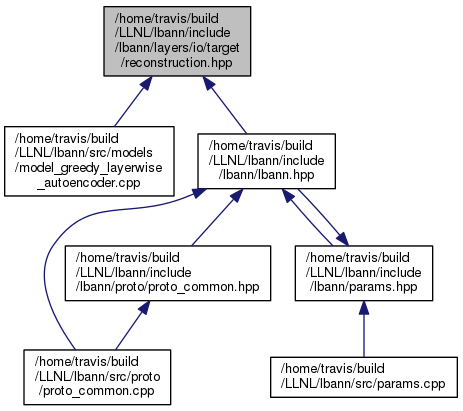 /home/travis/build
/LLNL/lbann/include
/lbann/layers/io/target
/reconstruction.hpp
/home/travis/build
/LLNL/lbann/src/models
/model_greedy_layerwise
_autoencoder.cpp
/home/travis/build
/LLNL/lbann/include
/lbann/lbann.hpp
/home/travis/build
/LLNL/lbann/include
/lbann/proto/proto_common.hpp
/home/travis/build
/LLNL/lbann/include
/lbann/params.hpp
/home/travis/build
/LLNL/lbann/src/proto
/proto_common.cpp
/home/travis/build
/LLNL/lbann/src/params.cpp